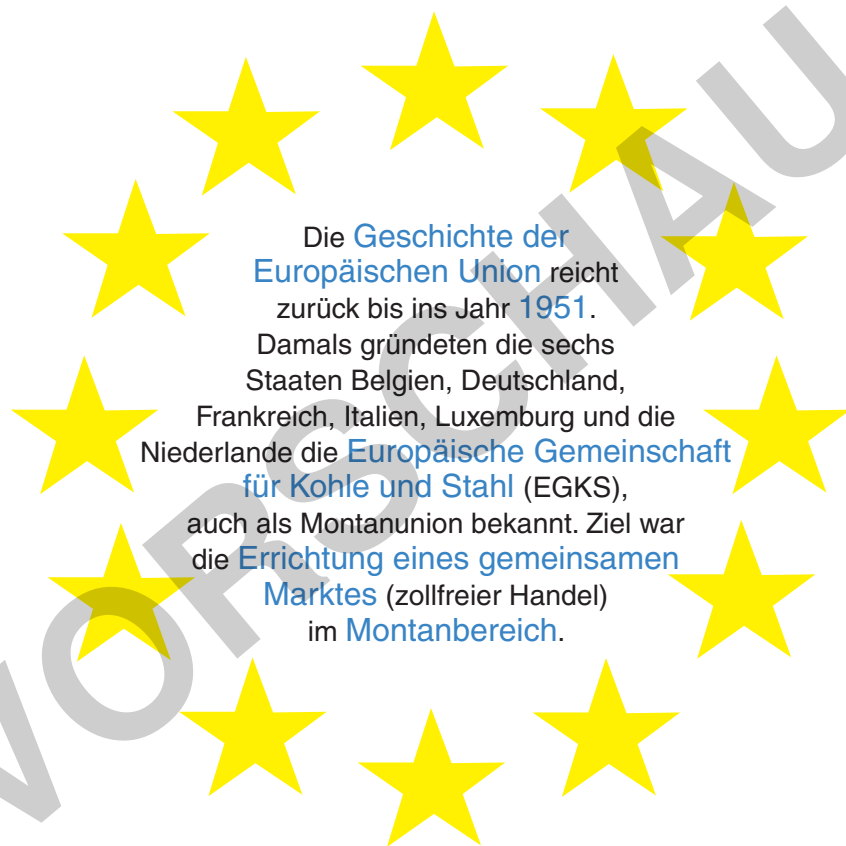 Die Geschichte der
Europäischen Union reicht
zurück bis ins Jahr 1951.
Damals gründeten die sechs
Staaten Belgien, Deutschland,
Frankreich, Italien, Luxemburg und die
Niederlande die Europäische Gemeinschaft
für Kohle und Stahl (EGKS),
auch als Montanunion bekannt. Ziel war
die Errichtung eines gemeinsamen
Marktes (zollfreier Handel)
im Montanbereich.
VORSCHAU